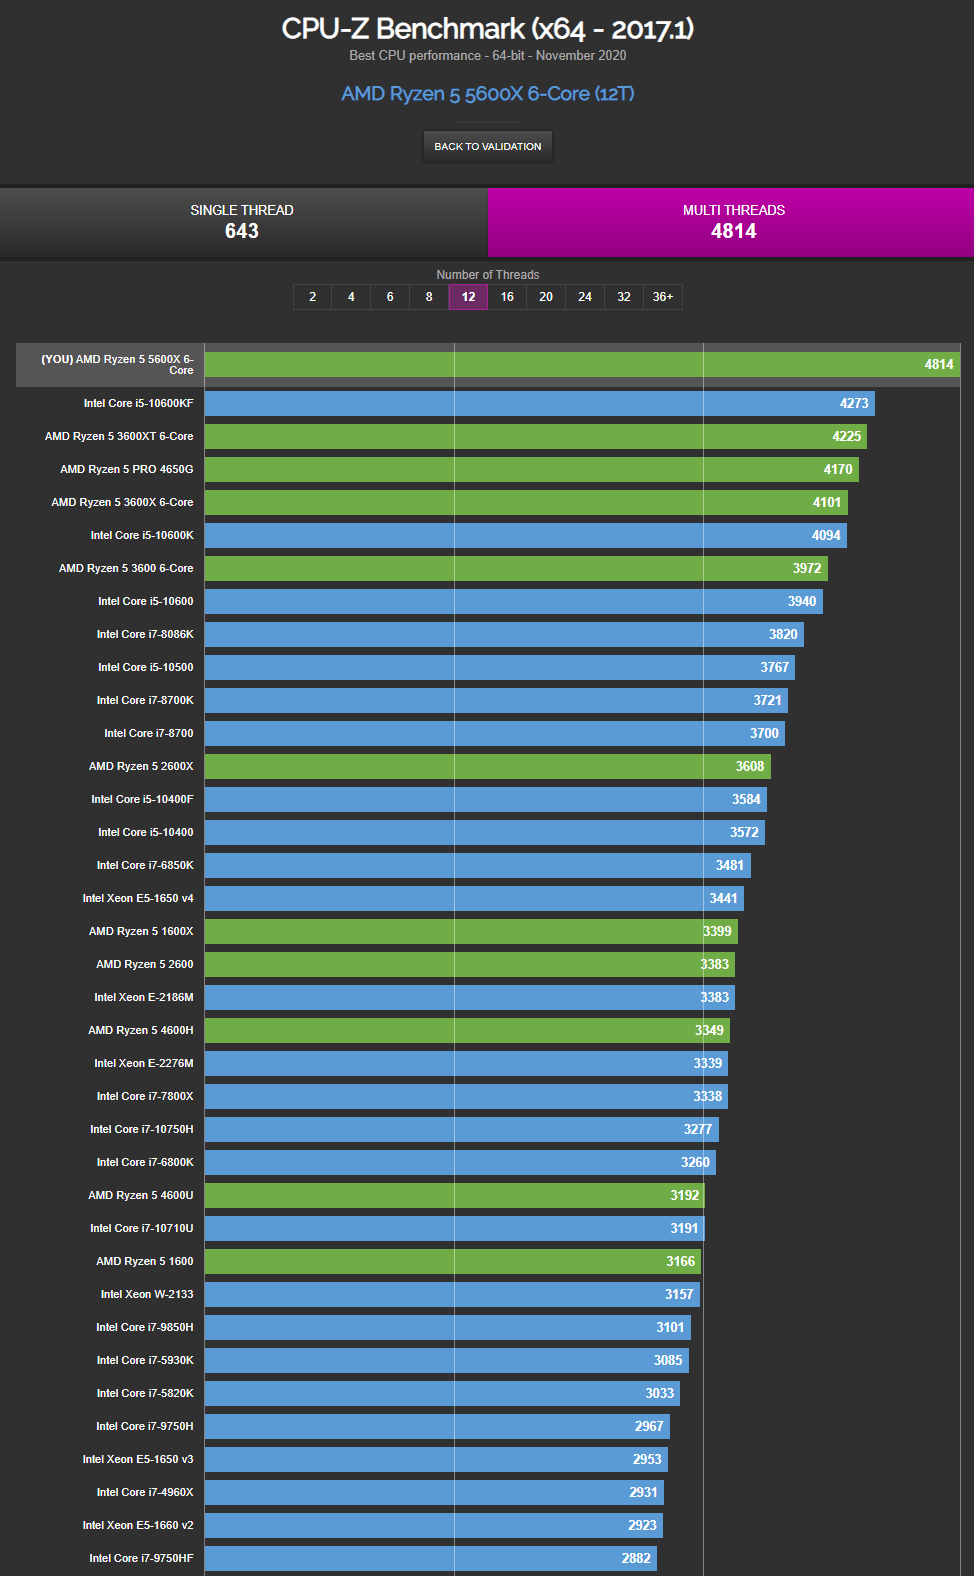 CPU-Z Benchmark (x64 - 2017.1)
Best CPU performance - 64-bit - November 2020
AMD Ryzen 5 5600X 6-Core (12T)
BACK TO VALIDATION
SINGLE THREAD
643
MULTI THREADS
4814
Number of Threads
2 4 6 8 12 16 20 24 32 36+
(YOU) AMD Ryzen 5 5600X 6-
Core
4814
Intel Core i5-10600KF 4273
AMD Ryzen 5 3600XT 6-Core 4225
AMD Ryzen 5 PRO 4650G 4170
AMD Ryzen 5 3600X 6-Core 4101
Intel Core i5-10600K 4094
AMD Ryzen 5 3600 6-Core 3972
Intel Core i5-10600 3940
Intel Core i7-8086K 3820
Intel Core i5-10500 3767
Intel Core i7-8700K 3721
Intel Core i7-8700 3700
AMD Ryzen 5 2600X 3608
Intel Core i5-10400F 3584
Intel Core i5-10400 3572
Intel Core i7-6850K 3481
Intel Xeon E5-1650 v4 3441
AMD Ryzen 5 1600X 3399
AMD Ryzen 5 2600 3383
Intel Xeon E-2186M 3383
AMD Ryzen 5 4600H 3349
Intel Xeon E-2276M 3339
Intel Core i7-7800X 3338
Intel Core i7-10750H 3277
Intel Core i7-6800K 3260
AMD Ryzen 5 4600U 3192
Intel Core i7-10710U 3191
AMD Ryzen 5 1600 3166
Intel Xeon W-2133 3157
Intel Core i7-9850H 3101
Intel Core i7-5930K 3085
Intel Core i7-5820K 3033
Intel Core i7-9750H 2967
Intel Xeon E5-1650 v3 2953
Intel Core i7-4960X 2931
Intel Xeon E5-1660 v2 2923
Intel Core i7-9750HF 2882